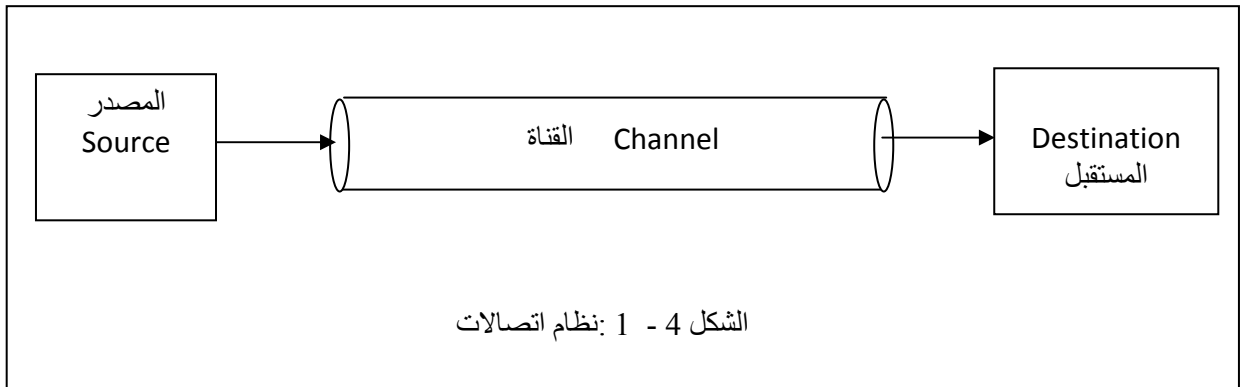 المصدر
Source
القناة Channel
Destination
المستقبل
الشكل 4 - 1 :نظام اتصالات